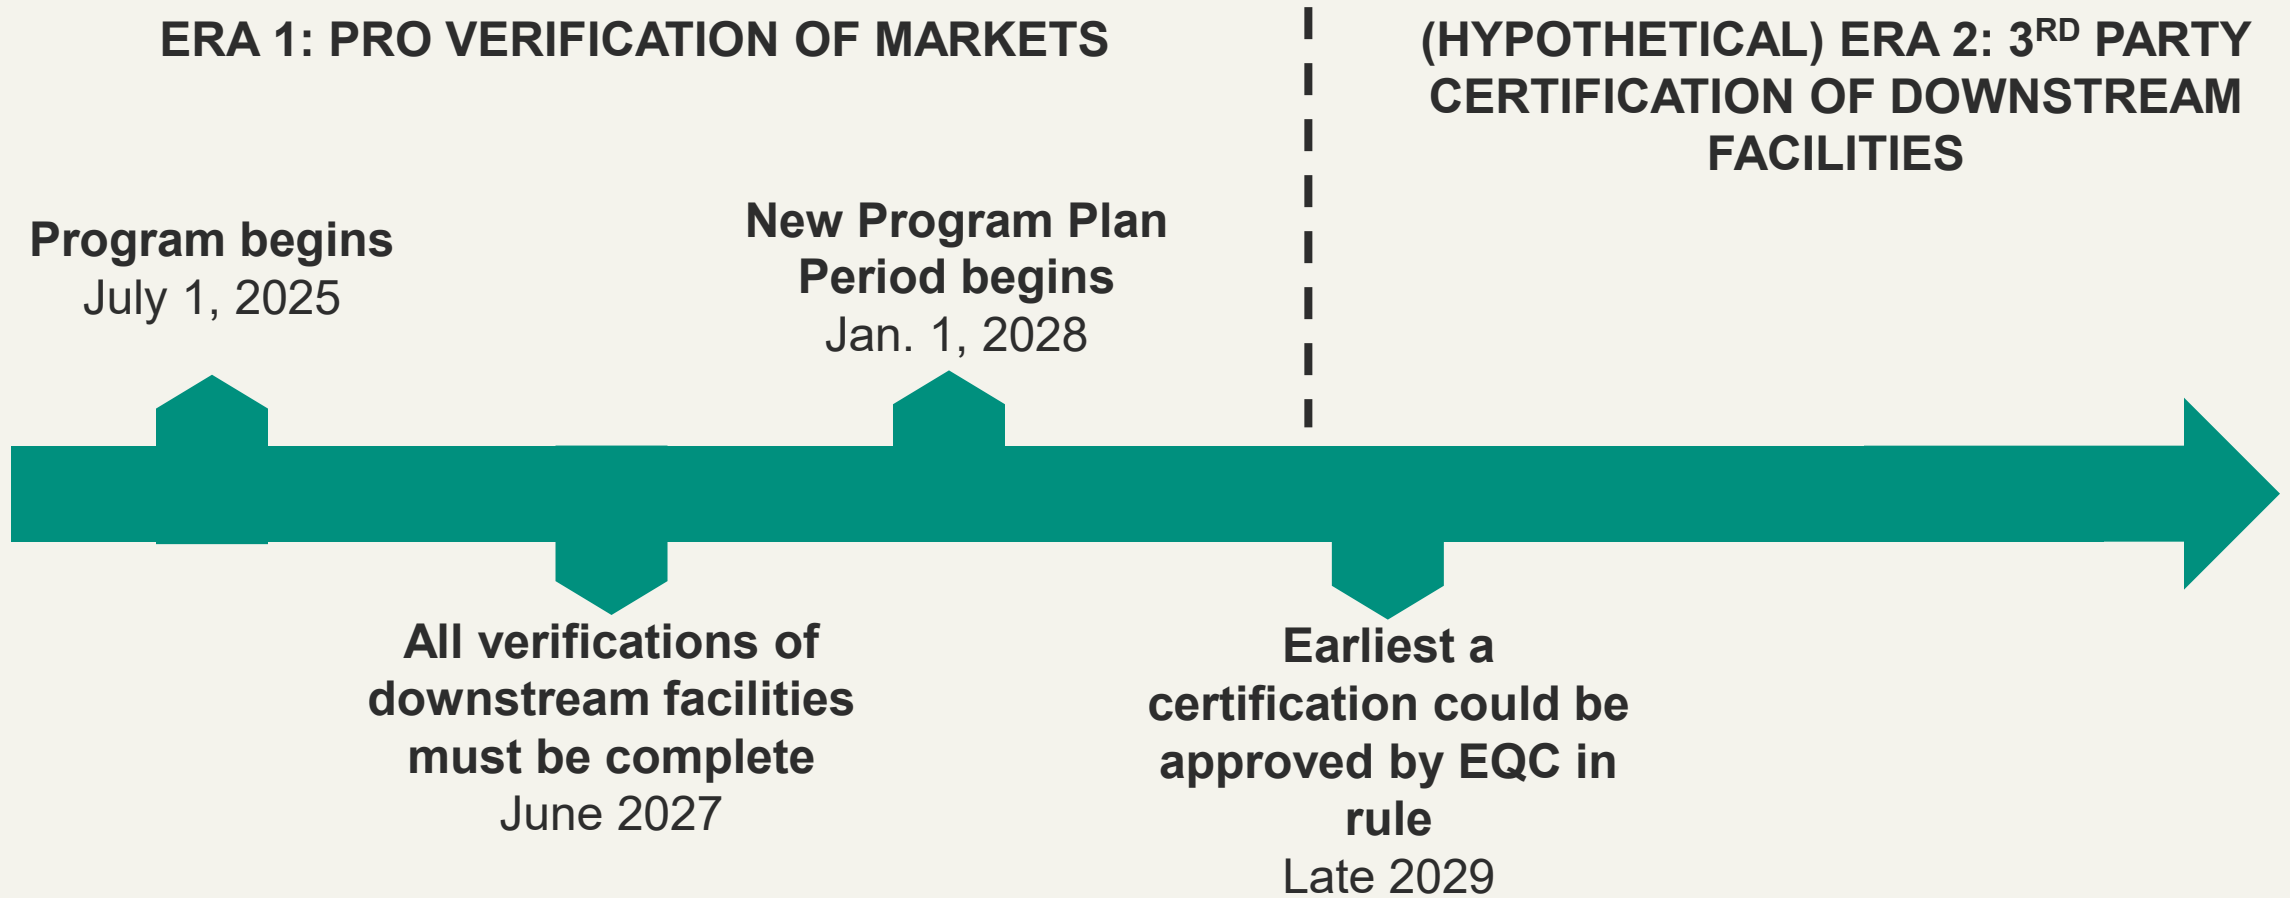 ERA 1: PRO VERIFICATION OF MARKETS
(HYPOTHETICAL) ERA 2: 3RD PARTY
CERTIFICATION OF DOWNSTREAM
FACILITIES
Program begins
July 1, 2025
New Program Plan
Period begins
Jan. 1, 2028
All verifications of
downstream facilities
must be complete
June 2027
Earliest a
certification could be
approved by EQC in
rule
Late 2029